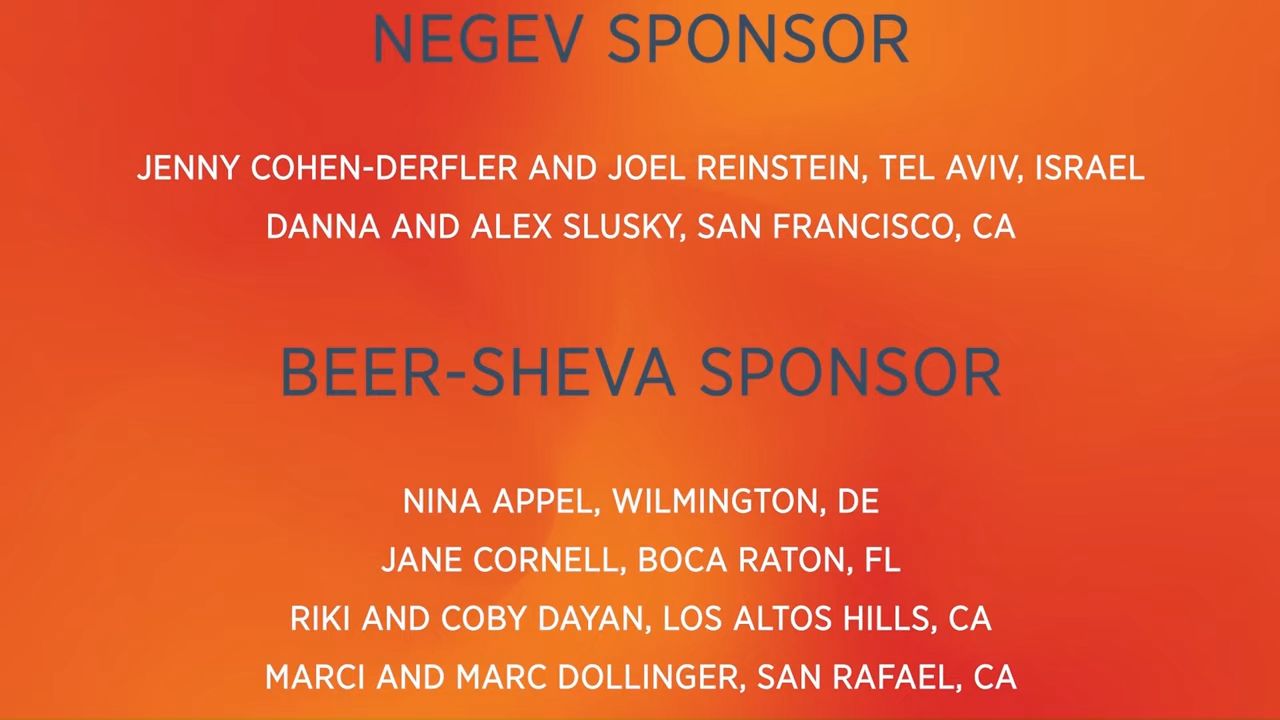 NEGEV SPONSOR
JENNY COHEN-DERFLER AND JOEL REINSTEIN, TEL AVIV, ISRAEL
DANNA AND ALEX SLUSKY, SAN FRANCISCO, CA
BEER-SHEVA SPONSOR
NINA APPEL, WILMINGTON, DE
JANE CORNELL, BOCA RATON, FL
RIKI AND COBY DAYAN, LOS ALTOS HILLS, CA
MARCI AND MARC DOLLINGER, SAN RAFAEL, CA